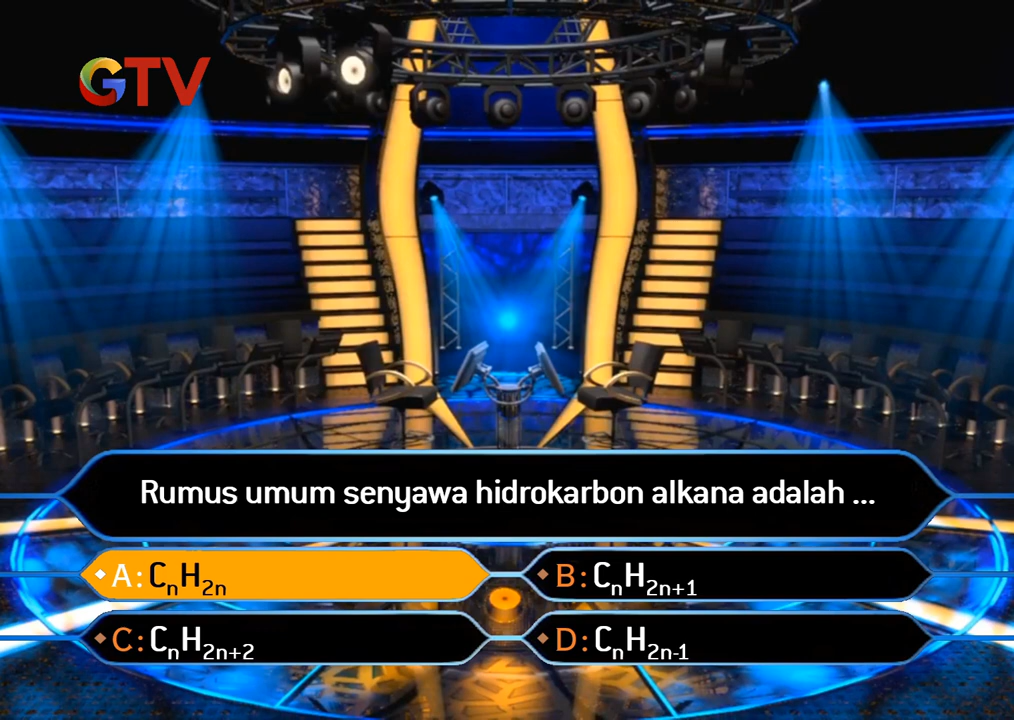 GTV
Rumus umum senyawa hidrokarbon alkana adalah ...
A: CₙH₂ₙ
B: CₙH₂ₙ₊₁
C: CₙH₂ₙ₊₂
D: CₙH₂ₙ₋₁